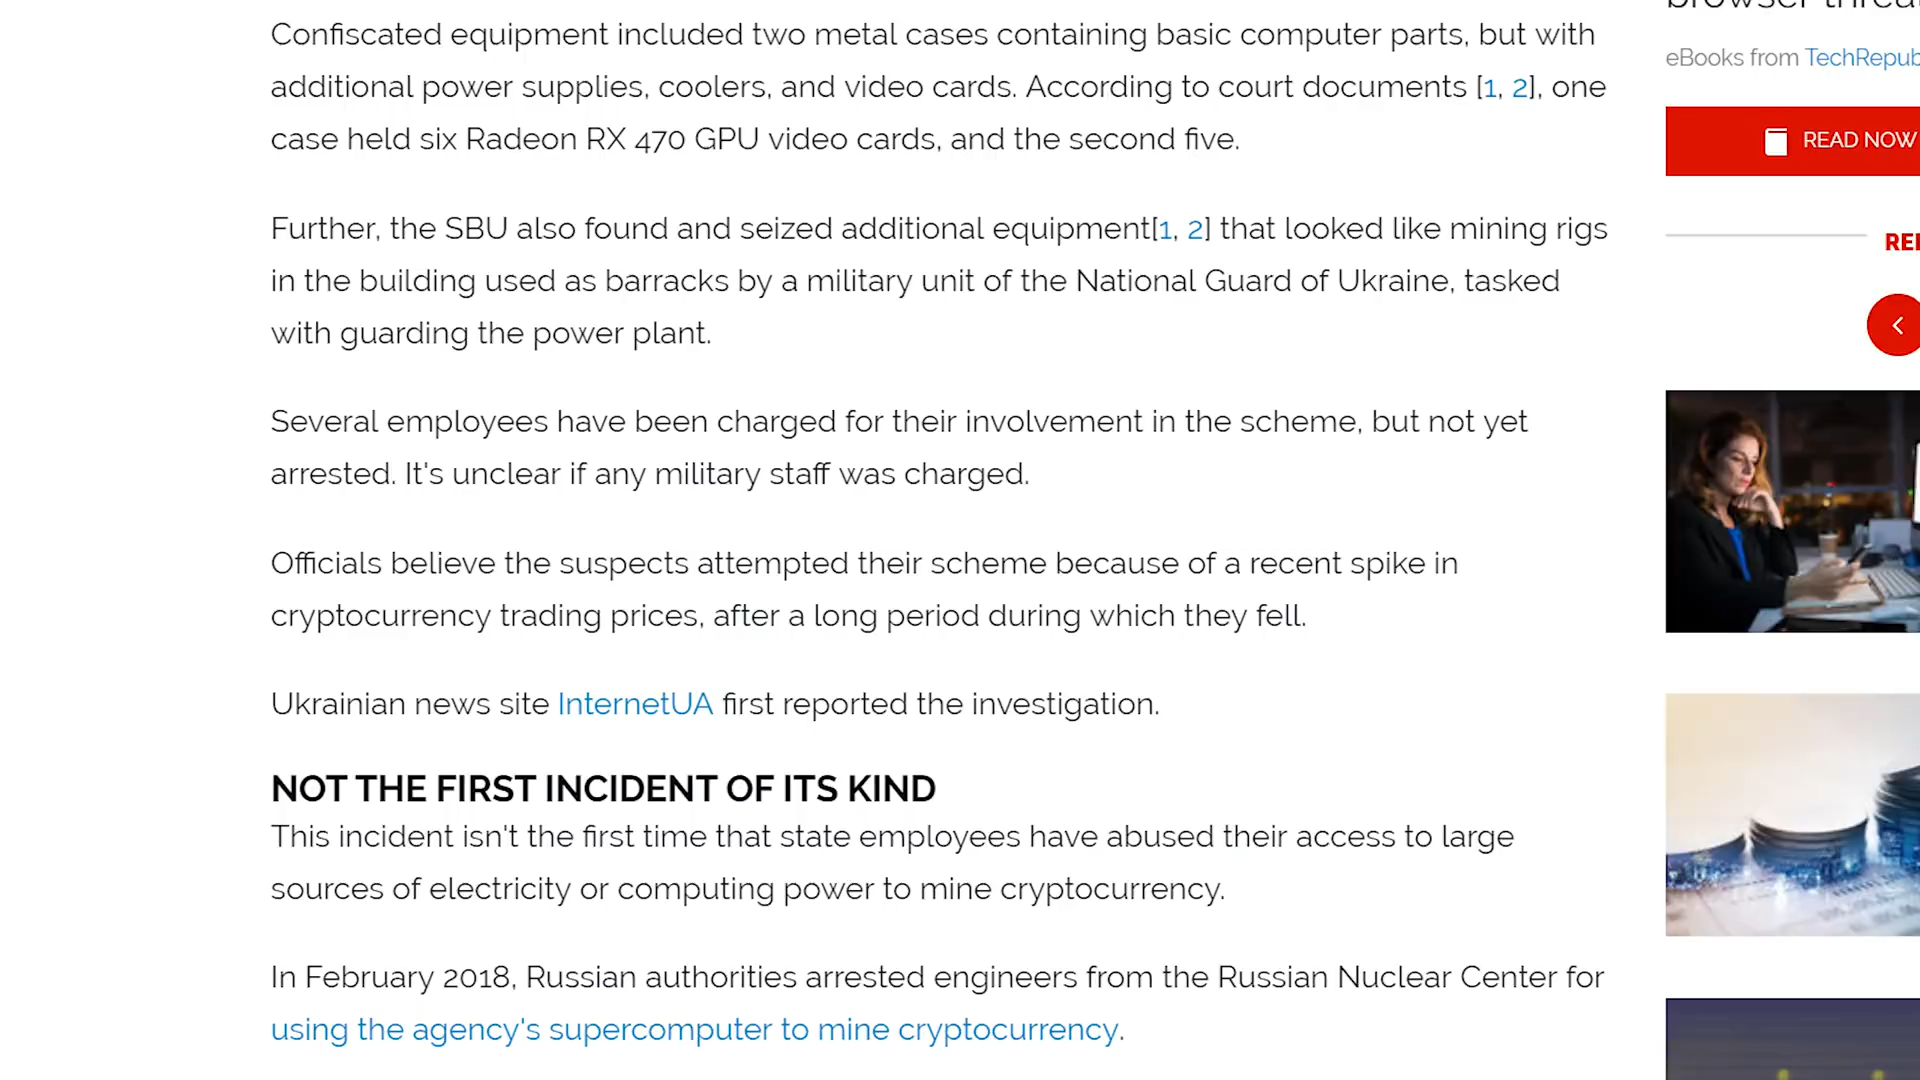 Confiscated equipment included two metal cases containing basic computer parts, but with
additional power supplies, coolers, and video cards. According to court documents [1, 2], one
case held six Radeon RX 470 GPU video cards, and the second five.
Further, the SBU also found and seized additional equipment[1, 2] that looked like mining rigs
in the building used as barracks by a military unit of the National Guard of Ukraine, tasked
with guarding the power plant.
Several employees have been charged for their involvement in the scheme, but not yet
arrested. It's unclear if any military staff was charged.
Officials believe the suspects attempted their scheme because of a recent spike in
cryptocurrency trading prices, after a long period during which they fell.
Ukrainian news site InternetUA first reported the investigation.
NOT THE FIRST INCIDENT OF ITS KIND
This incident isn't the first time that state employees have abused their access to large
sources of electricity or computing power to mine cryptocurrency.
In February 2018, Russian authorities arrested engineers from the Russian Nuclear Center for
using the agency's supercomputer to mine cryptocurrency.
eBooks from TechRepub
READ NOW